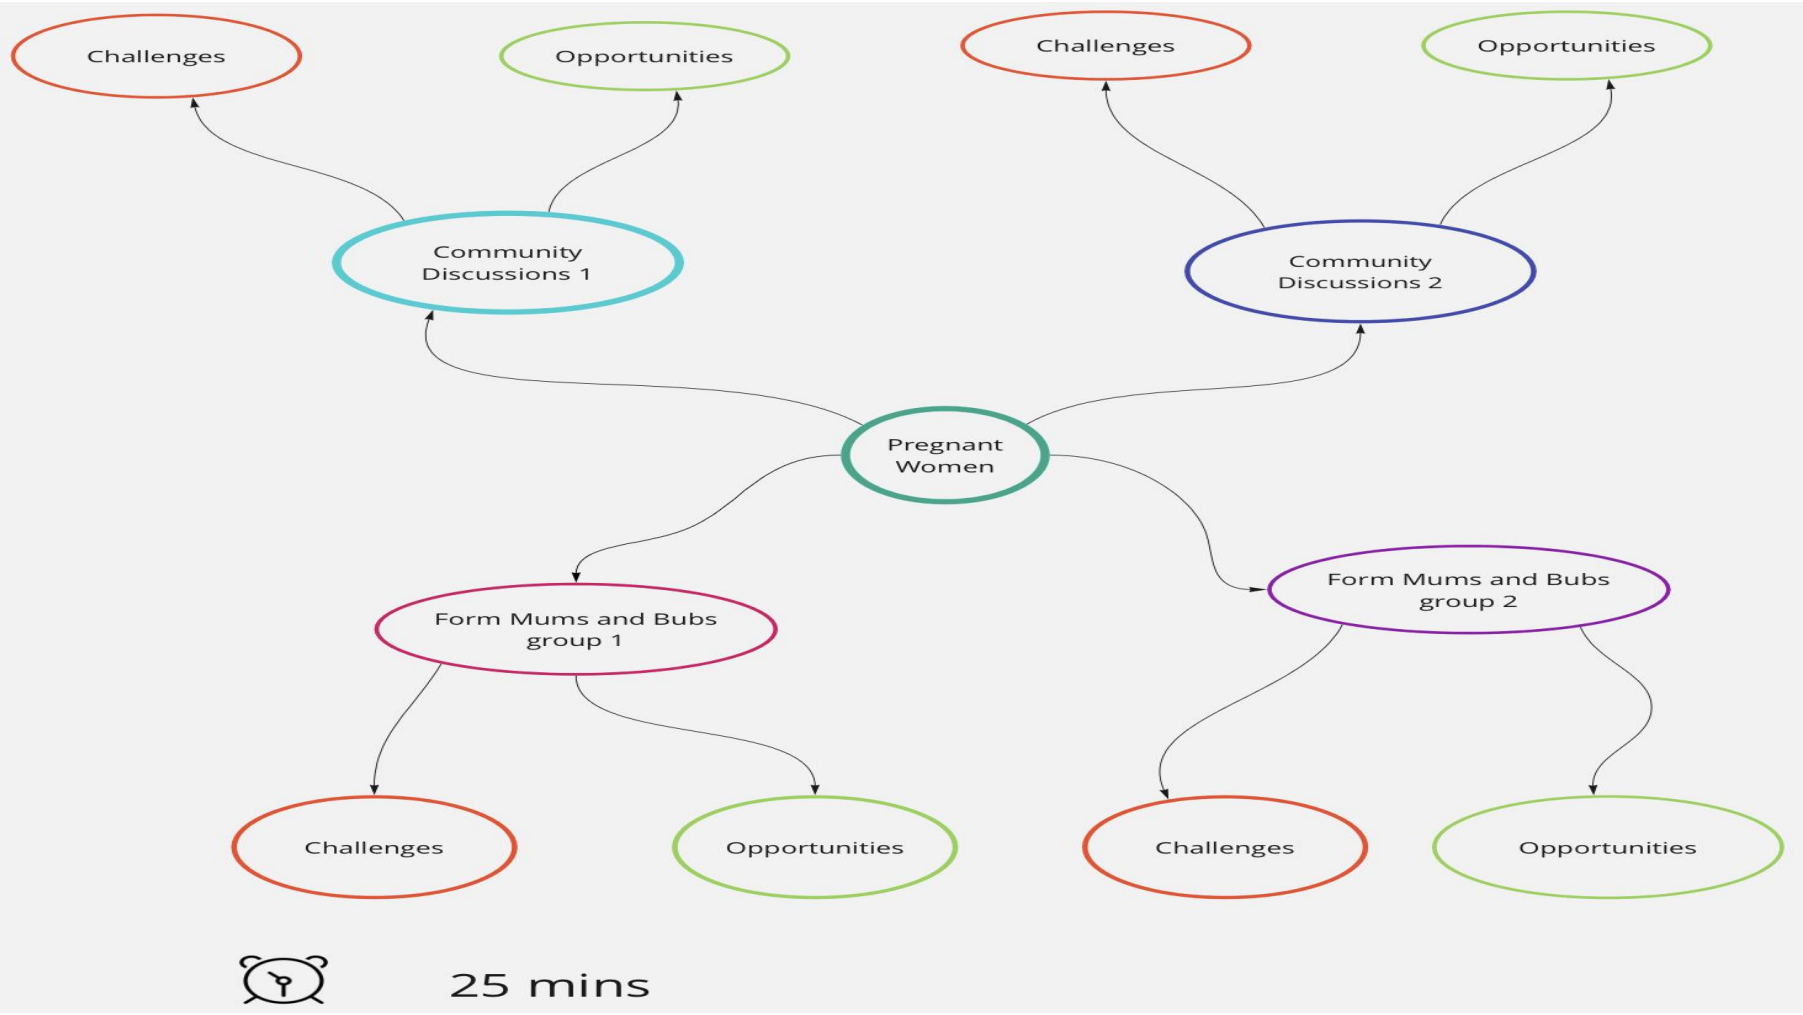 Challenges
Opportunities
Challenges
Opportunities
Community
Discussions 1
Community
Discussions 2
Pregnant
Women
Form Mums and Bubs
group 1
Form Mums and Bubs
group 2
Challenges
Opportunities
Challenges
Opportunities
25 mins